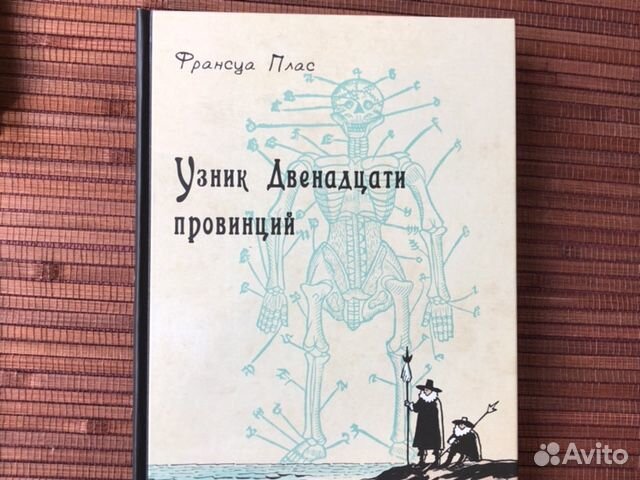 Франсуа Плас
Узник Двенадцати
провинций
Avito